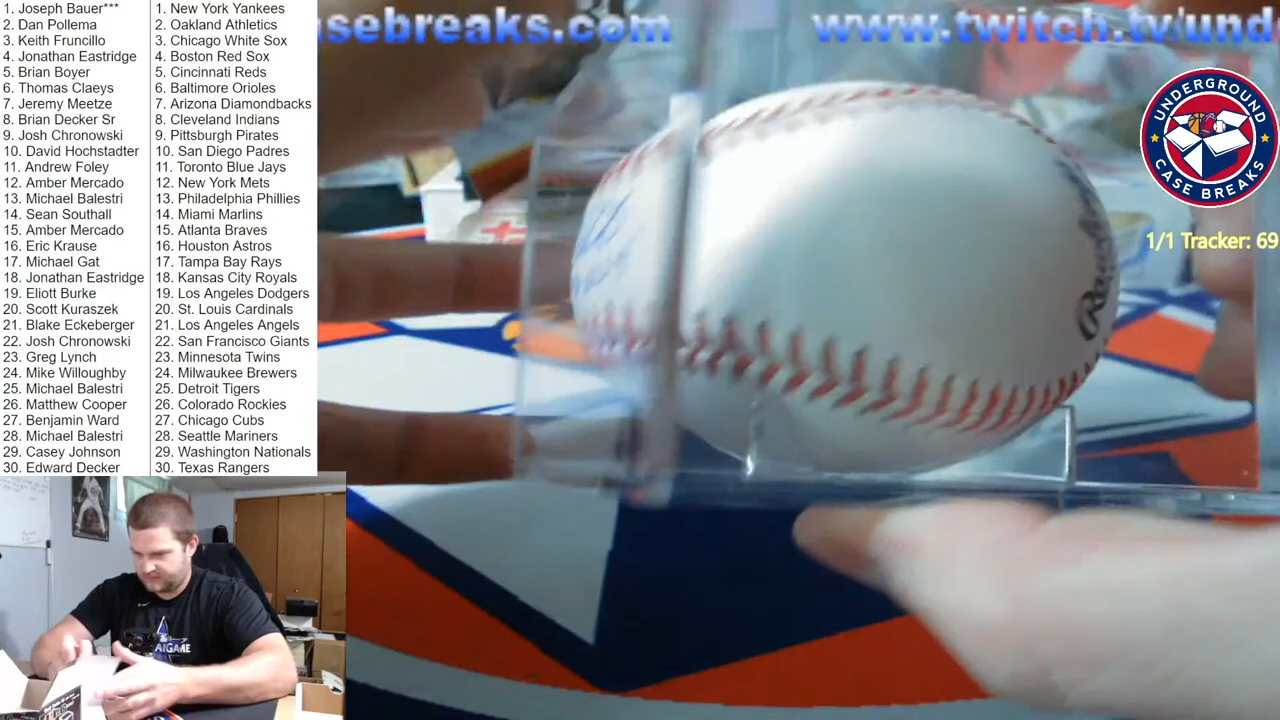 1. Joseph Bauer***
2. Dan Pollema
3. Keith Fruncillo
4. Jonathan Eastridge
5. Brian Boyer
6. Thomas Claeys
7. Jeremy Meetze
8. Brian Decker Sr
9. Josh Chronowski
10. David Hochstadter
11. Andrew Foley
12. Amber Mercado
13. Michael Balestri
14. Sean Southall
15. Amber Mercado
16. Eric Krause
17. Michael Gat
18. Jonathan Eastridge
19. Eliott Burke
20. Scott Kuraszek
21. Blake Eckeberger
22. Josh Chronowski
23. Greg Lynch
24. Mike Willoughby
25. Michael Balestri
26. Matthew Cooper
27. Benjamin Ward
28. Michael Balestri
29. Casey Johnson
30. Edward Decker
1. New York Yankees
2. Oakland Athletics
3. Chicago White Sox
4. Boston Red Sox
5. Cincinnati Reds
6. Baltimore Orioles
7. Arizona Diamondbacks
8. Cleveland Indians
9. Pittsburgh Pirates
10. San Diego Padres
11. Toronto Blue Jays
12. New York Mets
13. Philadelphia Phillies
14. Miami Marlins
15. Atlanta Braves
16. Houston Astros
17. Tampa Bay Rays
18. Kansas City Royals
19. Los Angeles Dodgers
20. St. Louis Cardinals
21. Los Angeles Angels
22. San Francisco Giants
23. Minnesota Twins
24. Milwaukee Brewers
25. Detroit Tigers
26. Colorado Rockies
27. Chicago Cubs
28. Seattle Mariners
29. Washington Nationals
30. Texas Rangers
sebreaks.com www.twitch.tv/und
UNDERGROUND
CASE BREAKS
1/1 Tracker: 69